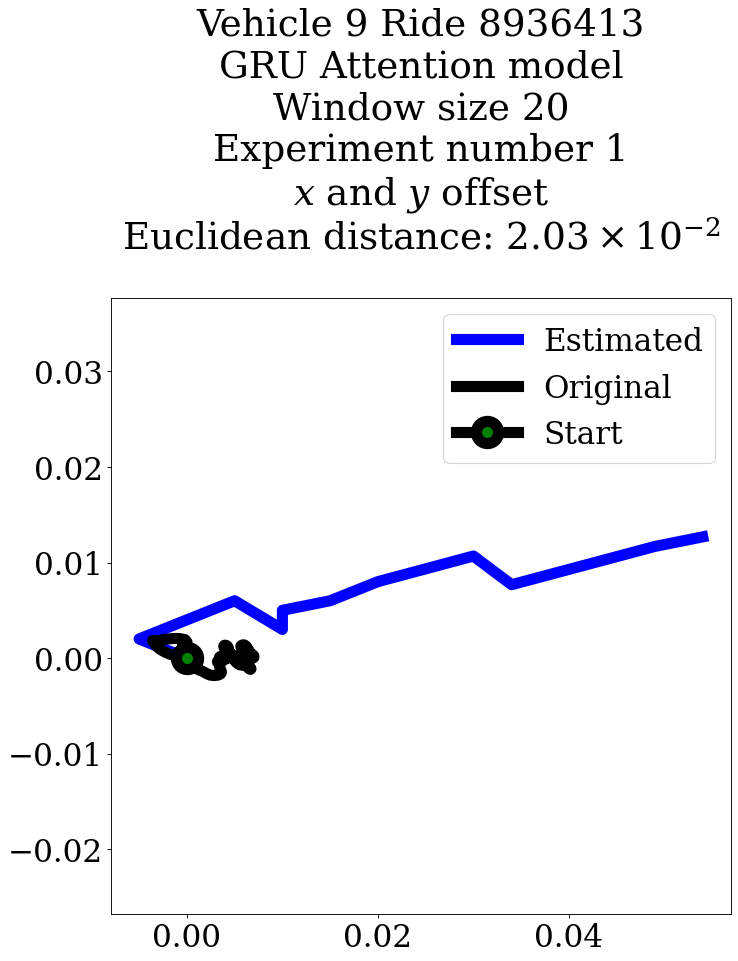 Vehicle 9 Ride 8936413
GRU Attention model
Window size 20
Experiment number 1
x and y offset
Euclidean distance: 2.03 × 10⁻²
Estimated
Original
Start
0.03
0.02
0.01
0.00
−0.01
−0.02
0.00 0.02 0.04